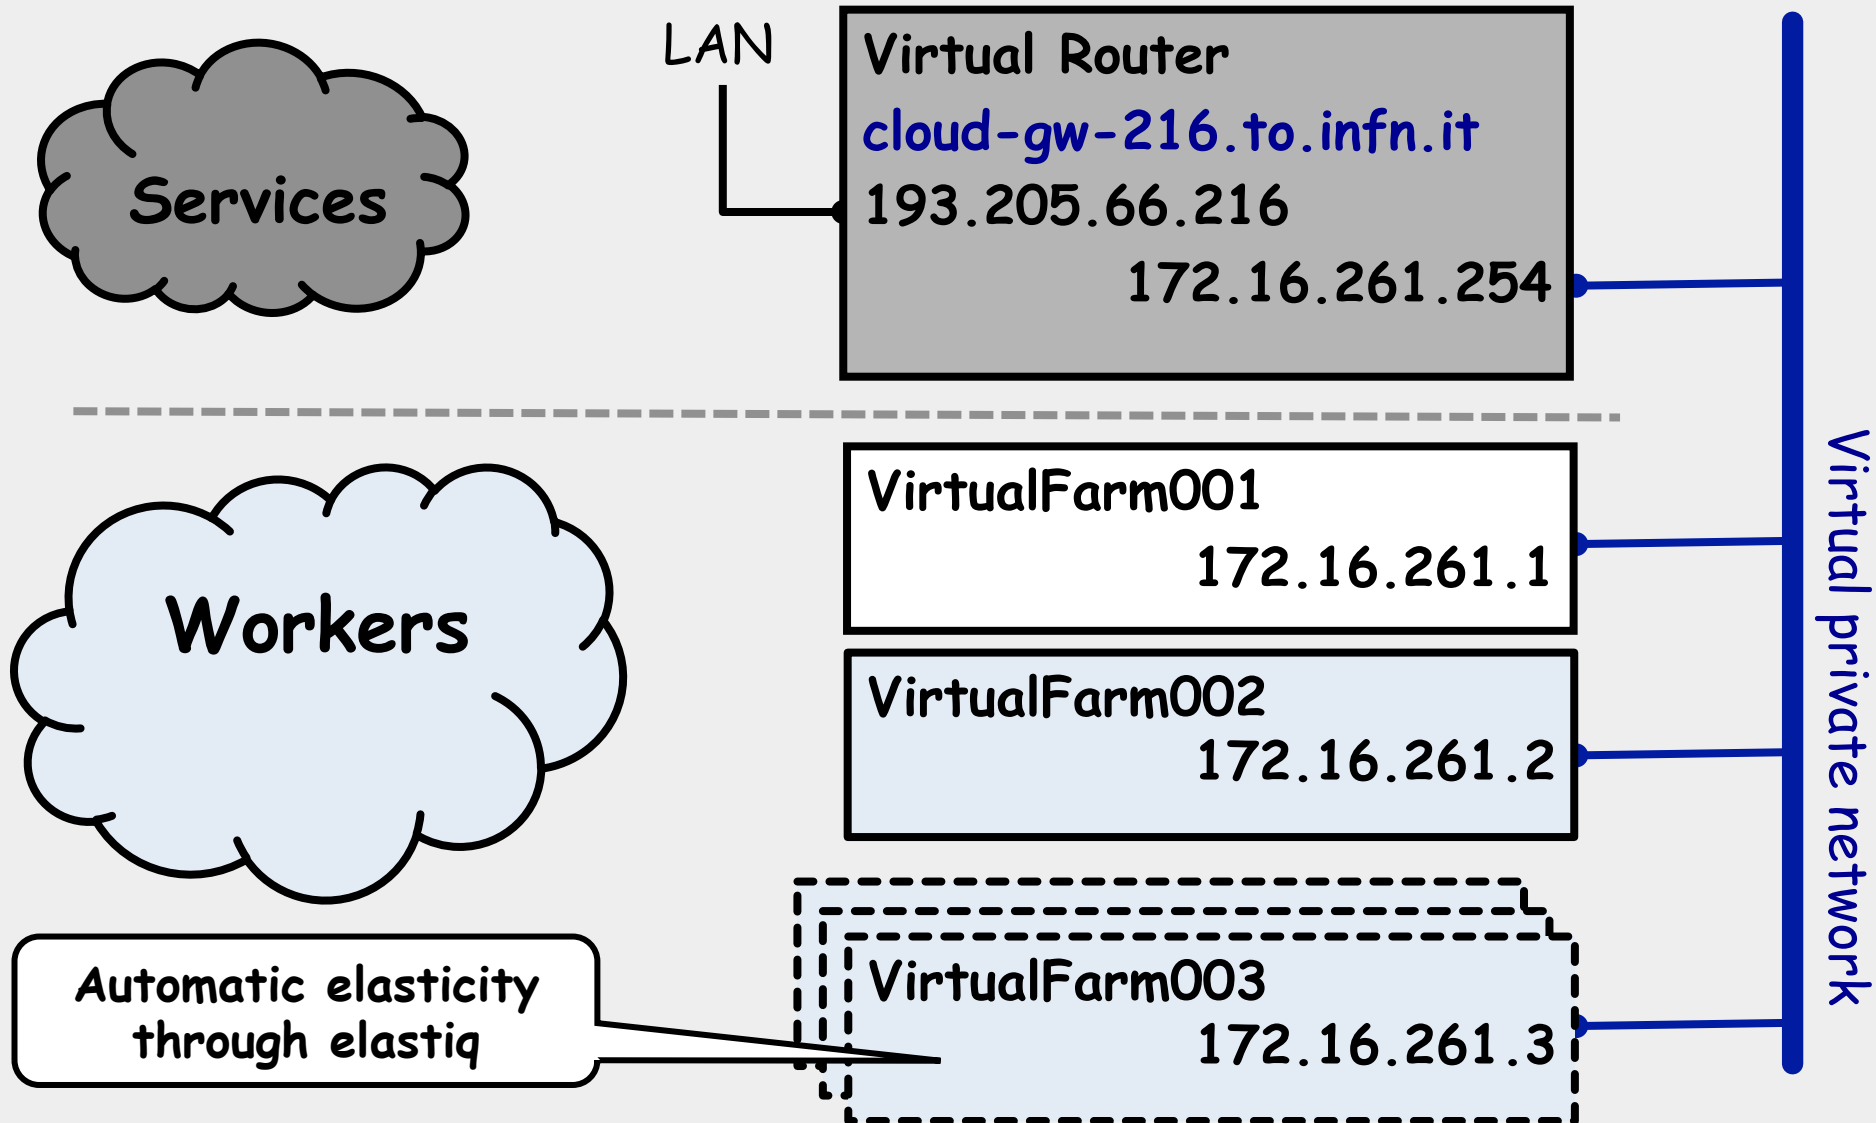 LAN
Virtual Router
cloud-gw-216.to.infn.it
193.205.66.216
172.16.261.254
Services
VirtualFarm001
172.16.261.1
Workers
VirtualFarm002
172.16.261.2
Automatic elasticity
through elastiq
VirtualFarm003
172.16.261.3
Virtual private network